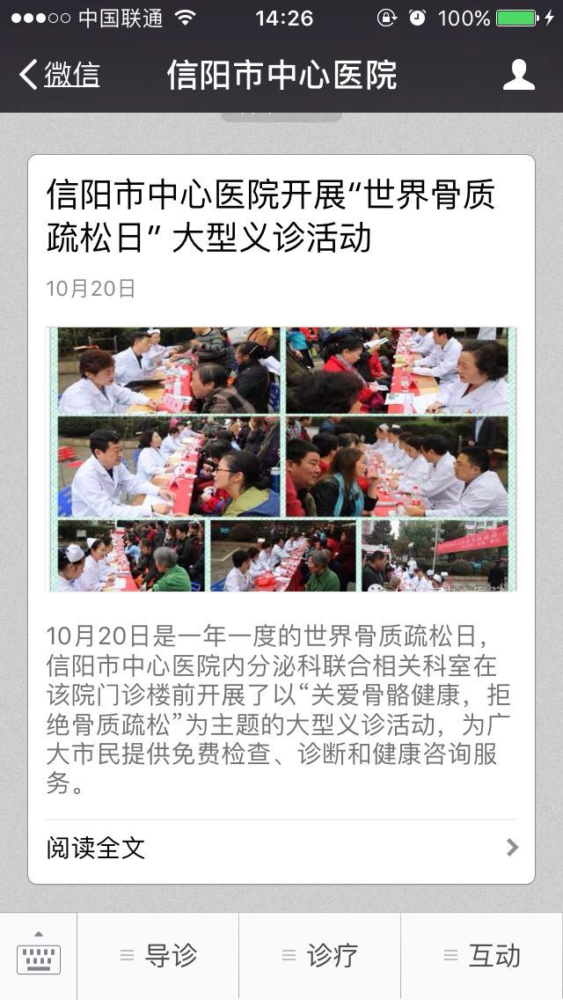 中国联通 14:26 100%
微信 信阳市中心医院
信阳市中心医院开展“世界骨质
疏松日” 大型义诊活动
10月20日
10月20日是一年一度的世界骨质疏松日，
信阳市中心医院内分泌科联合相关科室在
该院门诊楼前开展了以“关爱骨骼健康，拒
绝骨质疏松”为主题的大型义诊活动，为广
大市民提供免费检查、诊断和健康咨询服
务。
阅读全文
导诊 诊疗 互动